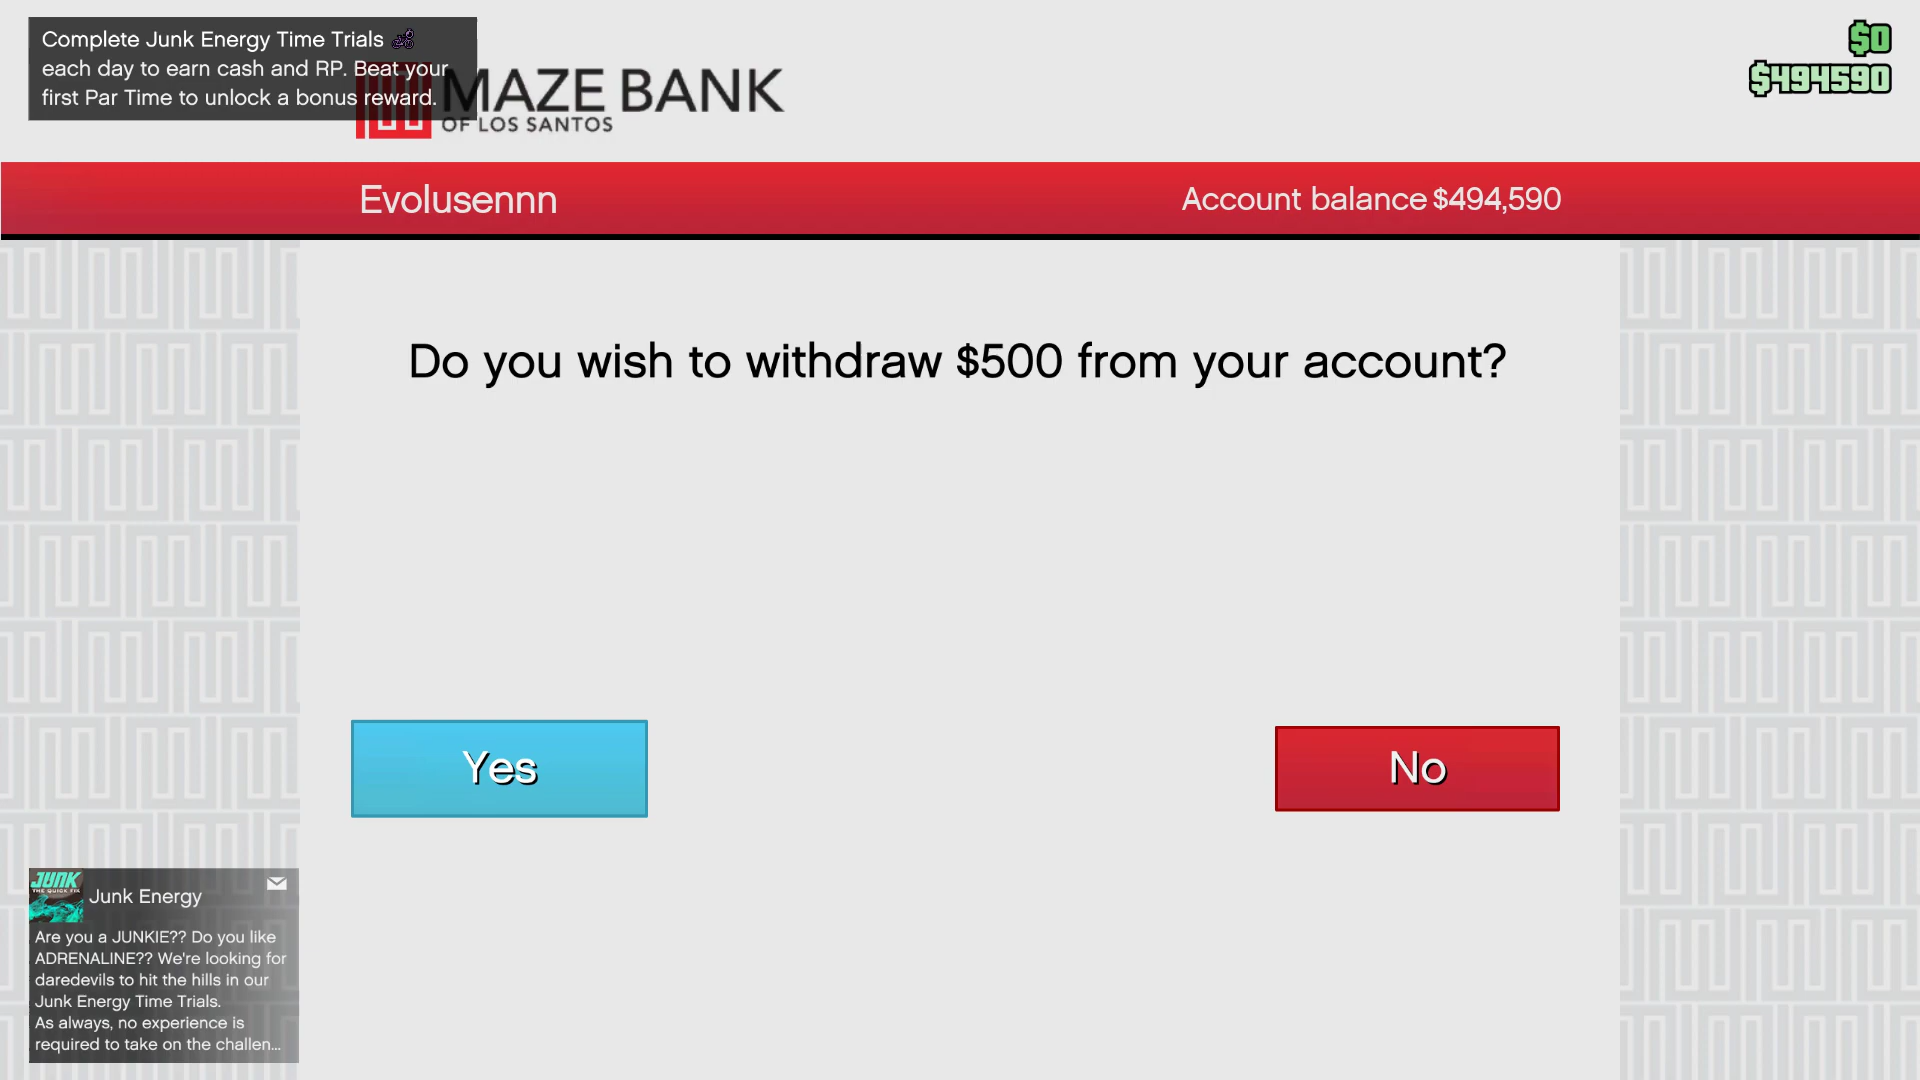 Complete Junk Energy Time Trials
each day to earn cash and RP. Beat your
first Par Time to unlock a bonus reward.
$0
$494590
MAZE BANK
OF LOS SANTOS
Evolusennn
Account balance $494,590
Do you wish to withdraw $500 from your account?
Yes
No
JUNK
THE QUICK FIX
Junk Energy
Are you a JUNKIE?? Do you like
ADRENALINE?? We're looking for
daredevils to hit the hills in our
Junk Energy Time Trials.
As always, no experience is
required to take on the challen...